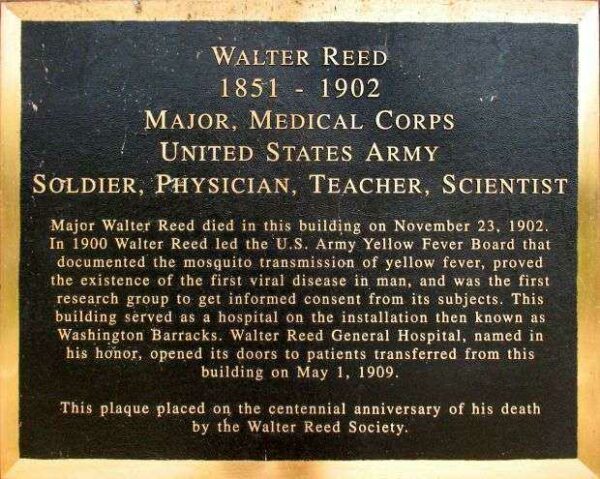 WALTER REED
1851 - 1902
MAJOR, MEDICAL CORPS
UNITED STATES ARMY
SOLDIER, PHYSICIAN, TEACHER, SCIENTIST
Major Walter Reed died in this building on November 23, 1902.
In 1900 Walter Reed led the U.S. Army Yellow Fever Board that
documented the mosquito transmission of yellow fever, proved
the existence of the first viral disease in man, and was the first
research group to get informed consent from its subjects. This
building served as a hospital on the installation then known as
Washington Barracks. Walter Reed General Hospital, named in
his honor, opened its doors to patients transferred from this
building on May 1, 1909.
This plaque placed on the centennial anniversary of his death
by the Walter Reed Society.